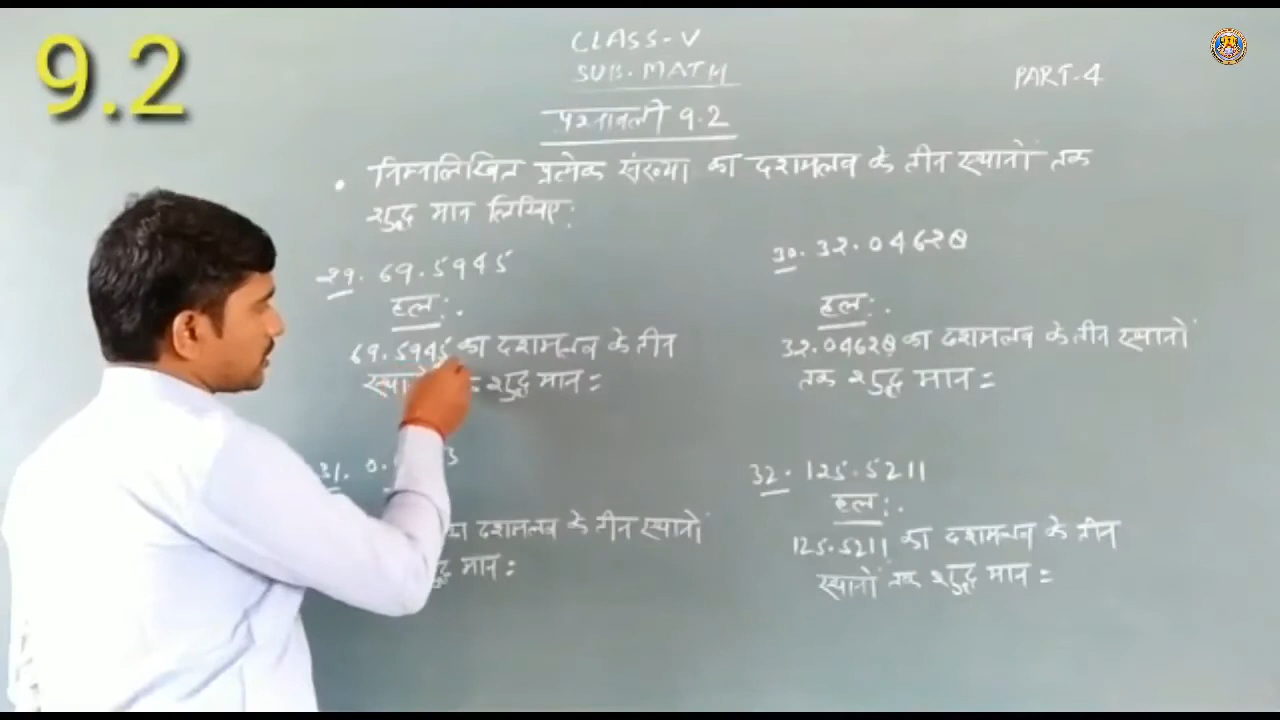 9.2
CLASS-V
SUB. MATH
PART-4
प्रश्नावली 9.2
• निम्नलिखित प्रत्येक संख्या का दशमलव के तीन स्थानों तक
शुद्ध मान लिखिए:
29. 69.5945
हल:.
69.5945 का दशमलव के तीन
शुद्ध मान =
30. 32.04628
हल:.
32.04628 का दशमलव के तीन स्थानों
तक शुद्ध मान =
31. 0.
का दशमलव के तीन स्थानों
मान =
32. 125.5211
हल:.
125.5211 का दशमलव के तीन
स्थानों तक शुद्ध मान =